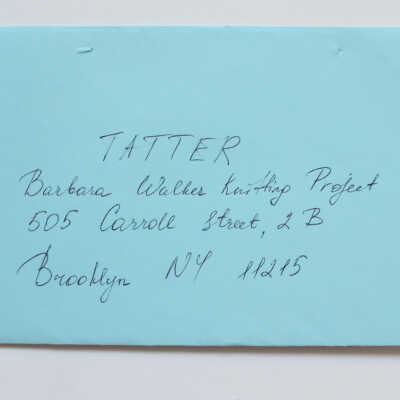 TATTER
Barbara Walker Knitting Project
505 Carroll Street, 2 B
Brooklyn NY 11215